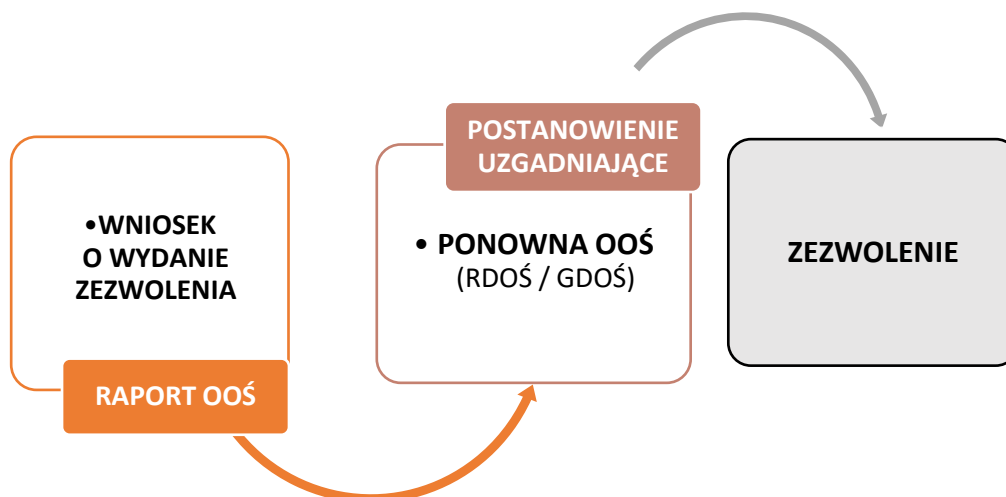 •WNIOSEK
O WYDANIE
ZEZWOLENIA
RAPORT OOŚ
POSTANOWIENIE
UZGADNIAJĄCE
• PONOWNA OOŚ
(RDOŚ / GDOŚ)
ZEZWOLENIE